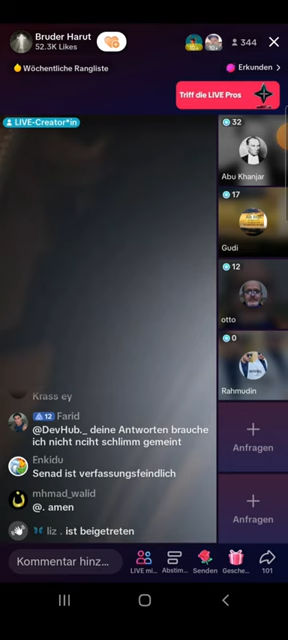 Bruder Harut
52.3K Likes
344
Wöchentliche Rangliste
Erkunden >
Triff die LIVE Pros
LIVE-Creator*in
32
Abu Khanjar
17
Gudi
12
otto
0
Rahmudin
Krass ey
12 Farid
@DevHub._ deine Antworten brauche
ich nicht nciht schlimm gemeint
Enkidu
Senad ist verfassungsfeindlich
mhmad_walid
@. amen
liz . ist beigetreten
+
Anfragen
+
Anfragen
Kommentar hinz...
LIVE mi...
Abstim...
Senden
Gesche...
101